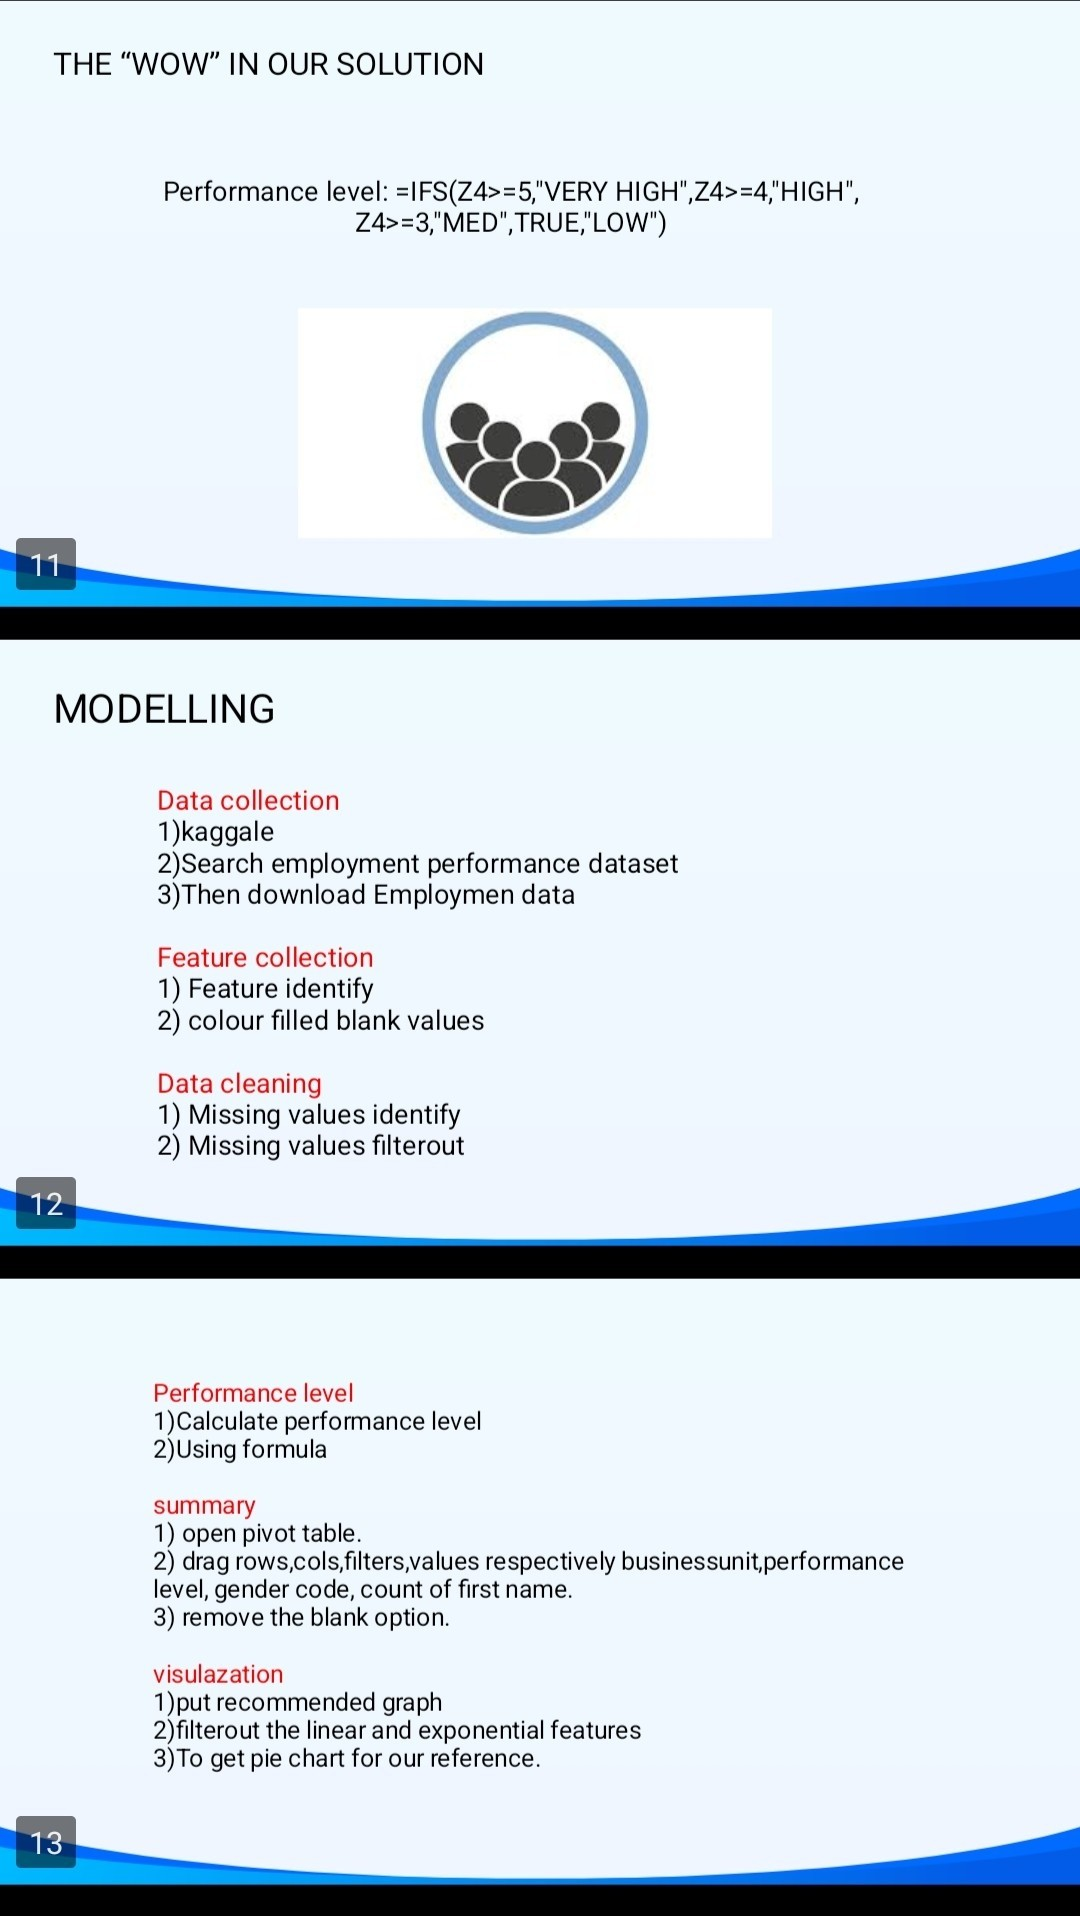 THE “WOW” IN OUR SOLUTION
Performance level: =IFS(Z4>=5,"VERY HIGH",Z4>=4,"HIGH",
Z4>=3,"MED",TRUE,"LOW")
11
MODELLING
Data collection
1)kaggale
2)Search employment performance dataset
3)Then download Employmen data
Feature collection
1) Feature identify
2) colour filled blank values
Data cleaning
1) Missing values identify
2) Missing values filterout
12
Performance level
1)Calculate performance level
2)Using formula
summary
1) open pivot table.
2) drag rows,cols,filters,values respectively businessunit,performance
level, gender code, count of first name.
3) remove the blank option.
visulazation
1)put recommended graph
2)filterout the linear and exponential features
3)To get pie chart for our reference.
13